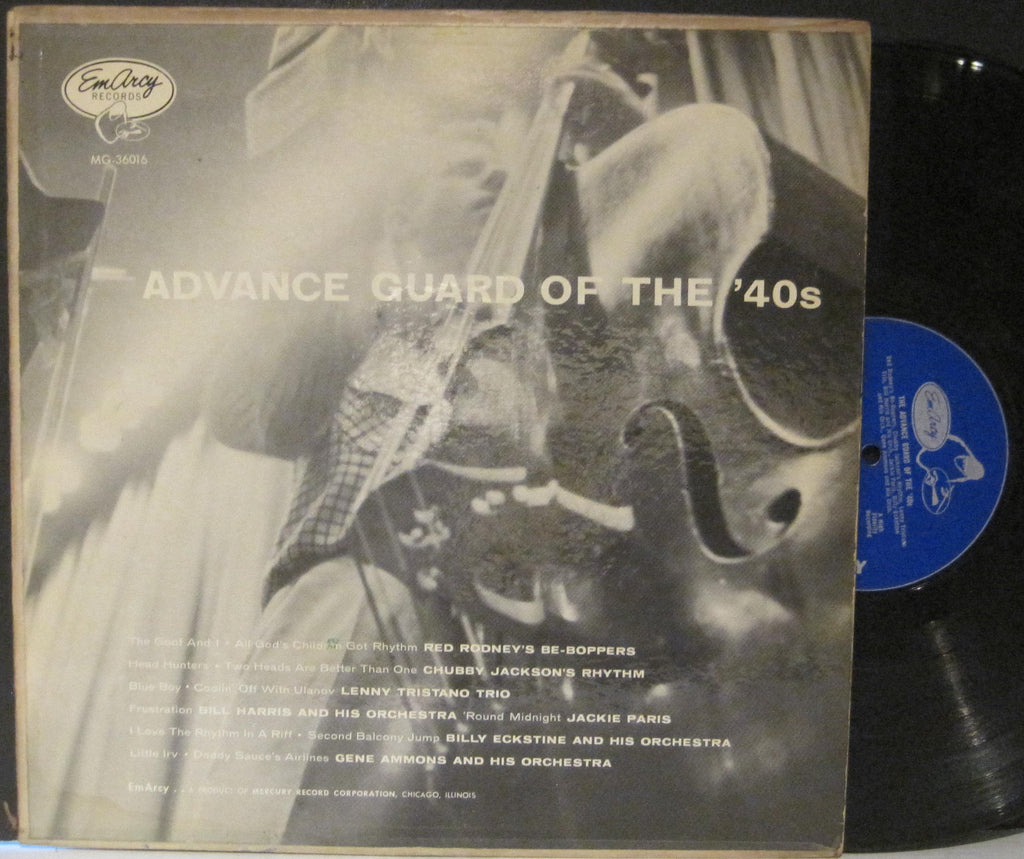 EmArcy
RECORDS
MG-36016
ADVANCE GUARD OF THE '40s
The Goof And I • All God's Children Got Rhythm RED RODNEY'S BE-BOPPERS
Head Hunters • Two Heads Are Better Than One CHUBBY JACKSON'S RHYTHM
Blue Boy • Coolin' Off With Ulanov LENNY TRISTANO TRIO
Frustration BILL HARRIS AND HIS ORCHESTRA 'Round Midnight JACKIE PARIS
I Love The Rhythm In A Riff • Second Balcony Jump BILLY ECKSTINE AND HIS ORCHESTRA
Little Irv • Daddy Sauce's Airlines GENE AMMONS AND HIS ORCHESTRA
EmArcy . . A PRODUCT OF MERCURY RECORD CORPORATION, CHICAGO, ILLINOIS
EmArcy
THE ADVANCE GUARD OF THE '40s